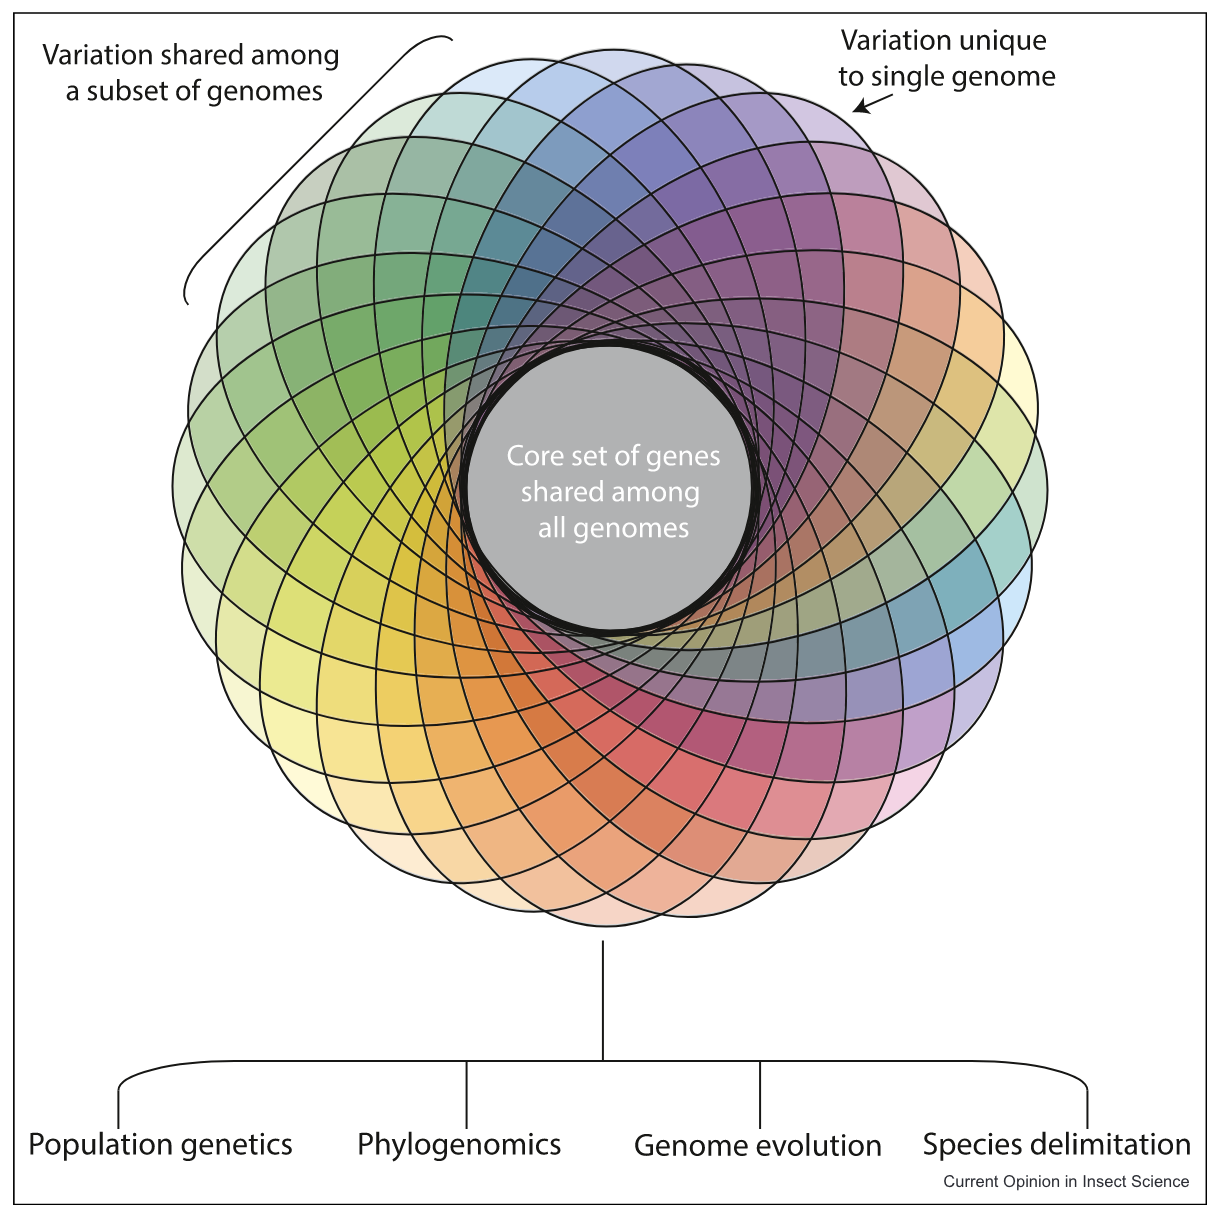 Variation shared among
a subset of genomes
Variation unique
to single genome
Core set of genes
shared among
all genomes
Population genetics
Phylogenomics
Genome evolution
Species delimitation
Current Opinion in Insect Science